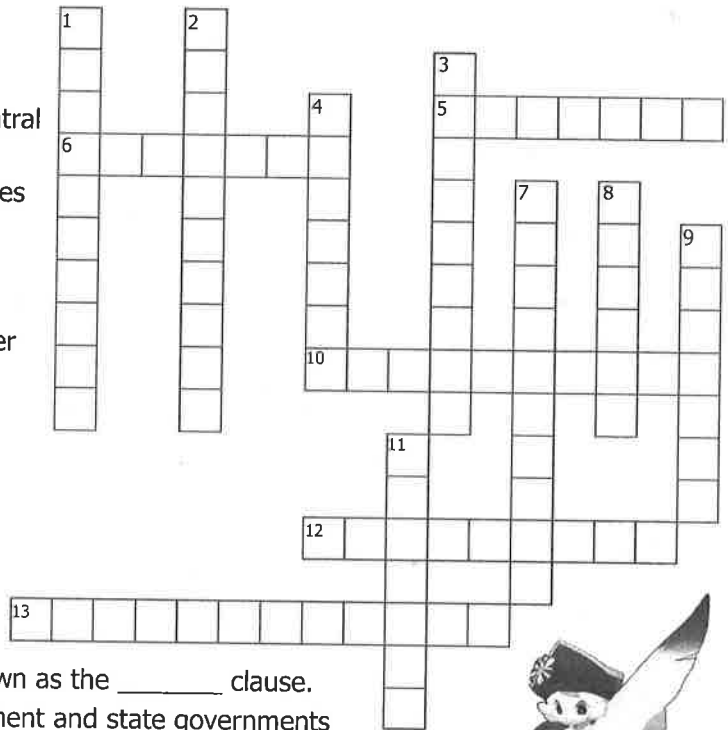 1 2
3
tral 4 5
6
es 7 8
9
er
10
11
12
13
wn as the ________ clause.
ment and state governments